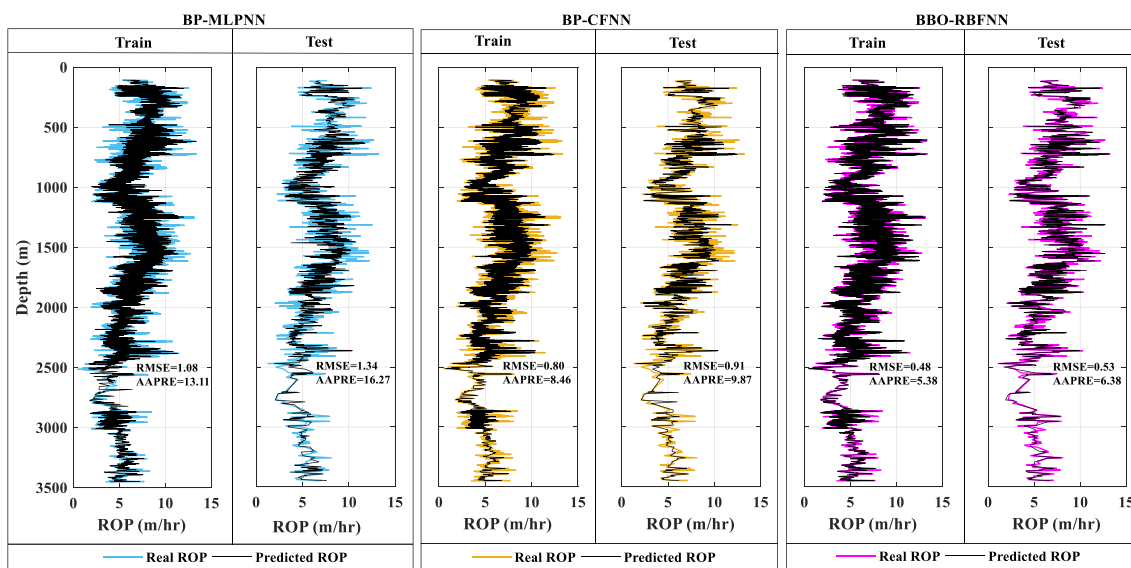 BP-MLPNN BP-CFNN BBO-RBFNN
Train Test Train Test Train Test
0
500
1000
1500
2000
2500
3000
3500
Depth (m)
RMSE=1.08
AAPRE=13.11
RMSE=1.34
AAPRE=16.27
RMSE=0.80
AAPRE=8.46
RMSE=0.91
AAPRE=9.87
RMSE=0.48
AAPRE=5.38
RMSE=0.53
AAPRE=6.38
0 5 10 15 0 5 10 15 0 5 10 15 0 5 10 15 0 5 10 15 0 5 10 15
ROP (m/hr) ROP (m/hr) ROP (m/hr) ROP (m/hr) ROP (m/hr) ROP (m/hr)
Real ROP Predicted ROP Real ROP Predicted ROP Real ROP Predicted ROP